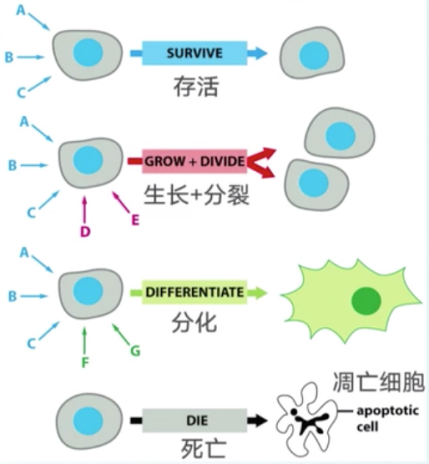 A
B
C
SURVIVE
存活
A
B
C
D
E
GROW + DIVIDE
生长+分裂
A
B
C
F
G
DIFFERENTIATE
分化
DIE
死亡
凋亡细胞
apoptotic
cell